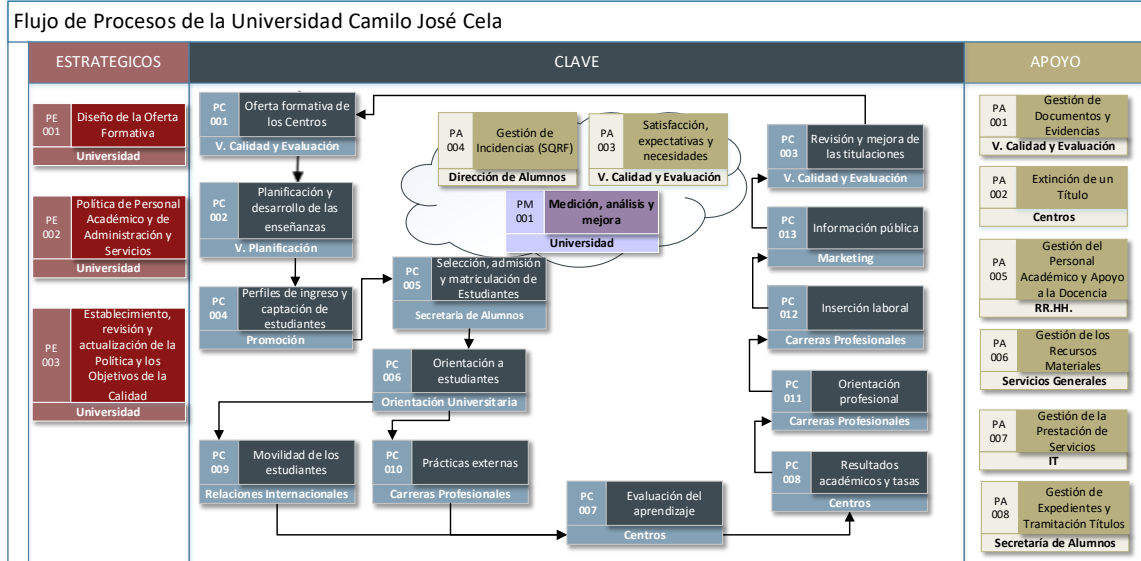 Flujo de Procesos de la Universidad Camilo José Cela
ESTRATEGICOS
PE
001
Diseño de la Oferta
Formativa
Universidad
PE
002
Política de Personal
Académico y de
Administración y
Servicios
Universidad
PE
003
Establecimiento,
revisión y
actualización de la
Política y los
Objetivos de la
Calidad
Universidad
CLAVE
PC
001
Oferta formativa de
los Centros
V. Calidad y Evaluación
PC
002
Planificación y
desarrollo de las
enseñanzas
V. Planificación
PC
004
Perfiles de ingreso y
captación de
estudiantes
Promoción
PA
004
Gestión de
Incidencias (SQRF)
Dirección de Alumnos
PA
003
Satisfacción,
expectativas y
necesidades
V. Calidad y Evaluación
PM
001
Medición, análisis y
mejora
Universidad
PC
005
Selección, admisión
y matriculación de
Estudiantes
Secretaria de Alumnos
PC
006
Orientación a
estudiantes
Orientación Universitaria
PC
009
Movilidad de los
estudiantes
Relaciones Internacionales
PC
010
Prácticas externas
Carreras Profesionales
PC
007
Evaluación del
aprendizaje
Centros
PC
003
Revisión y mejora de
las titulaciones
V. Calidad y Evaluación
PC
013
Información pública
Marketing
PC
012
Inserción laboral
Carreras Profesionales
PC
011
Orientación
profesional
Carreras Profesionales
PC
008
Resultados
académicos y tasas
Centros
APOYO
PA
001
Gestión de
Documentos y
Evidencias
V. Calidad y Evaluación
PA
002
Extinción de un
Título
Centros
PA
005
Gestión del
Personal
Académico y Apoyo
a la Docencia
RR.HH.
PA
006
Gestión de los
Recursos
Materiales
Servicios Generales
PA
007
Gestión de la
Prestación de
Servicios
IT
PA
008
Gestión de
Expedientes y
Tramitación Títulos
Secretaría de Alumnos